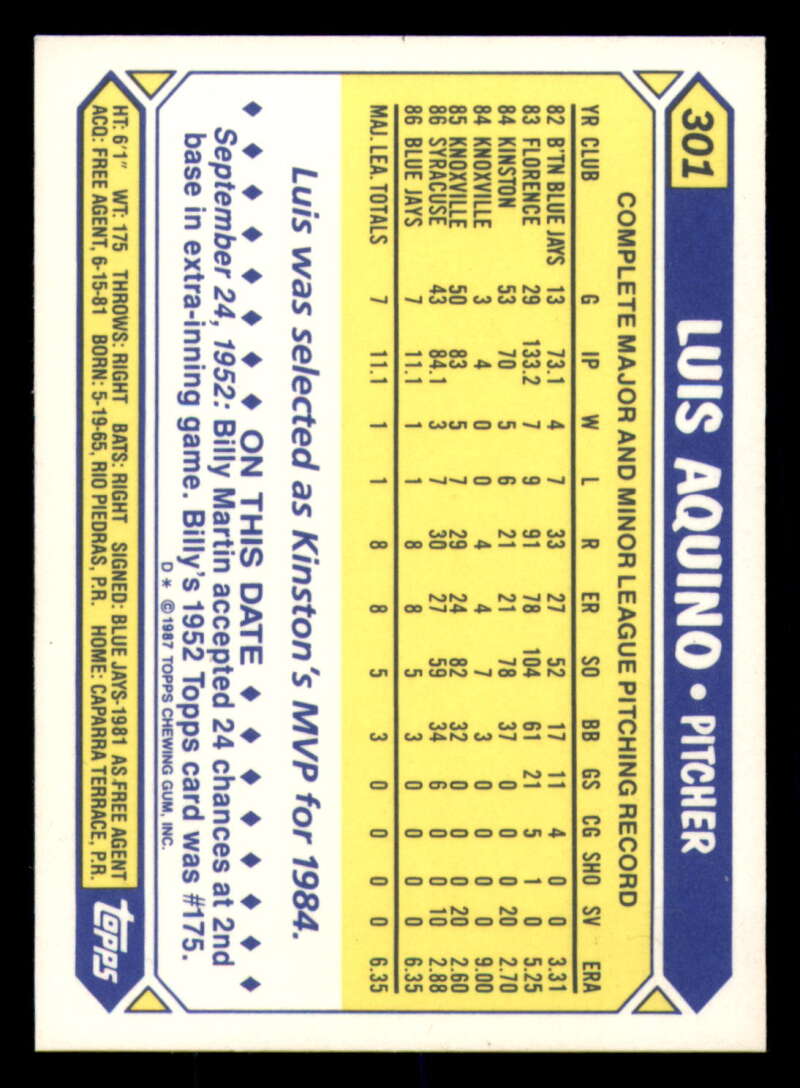 301 LUIS AQUINO • PITCHER
COMPLETE MAJOR AND MINOR LEAGUE PITCHING RECORD
YR CLUB G IP W L R ER SO BB GS CG SHO SV ERA
82 B'TN BLUE JAYS 13 73.1 4 7 33 27 52 17 11 4 0 0 3.31
83 FLORENCE 29 133.2 7 9 91 78 104 61 21 5 1 0 5.25
84 KINSTON 53 70 5 6 21 21 78 37 0 0 0 20 2.70
84 KNOXVILLE 3 4 0 0 4 4 7 3 0 0 0 0 9.00
85 KNOXVILLE 50 83 5 7 29 24 82 32 0 0 0 20 2.60
86 SYRACUSE 43 84.1 3 7 30 27 59 34 6 0 0 10 2.88
86 BLUE JAYS 7 11.1 1 1 8 8 5 3 0 0 0 0 6.35
MAJ. LEA. TOTALS 7 11.1 1 1 8 8 5 3 0 0 0 0 6.35
Luis was selected as Kinston's MVP for 1984.
♦ ♦ ♦ ♦ ♦ ♦ ♦ ♦ ON THIS DATE ♦ ♦ ♦ ♦ ♦ ♦ ♦ ♦
September 24, 1952: Billy Martin accepted 24 chances at 2nd
base in extra-inning game. Billy's 1952 Topps card was #175.
D* ©1987 TOPPS CHEWING GUM, INC.
HT: 6'1" WT: 175 THROWS: RIGHT BATS: RIGHT SIGNED: BLUE JAYS-1981 AS FREE AGENT
ACQ: FREE AGENT, 6-15-81 BORN: 5-19-65, RIO PIEDRAS, P.R. HOME: CAPARRA TERRACE, P.R.
topps